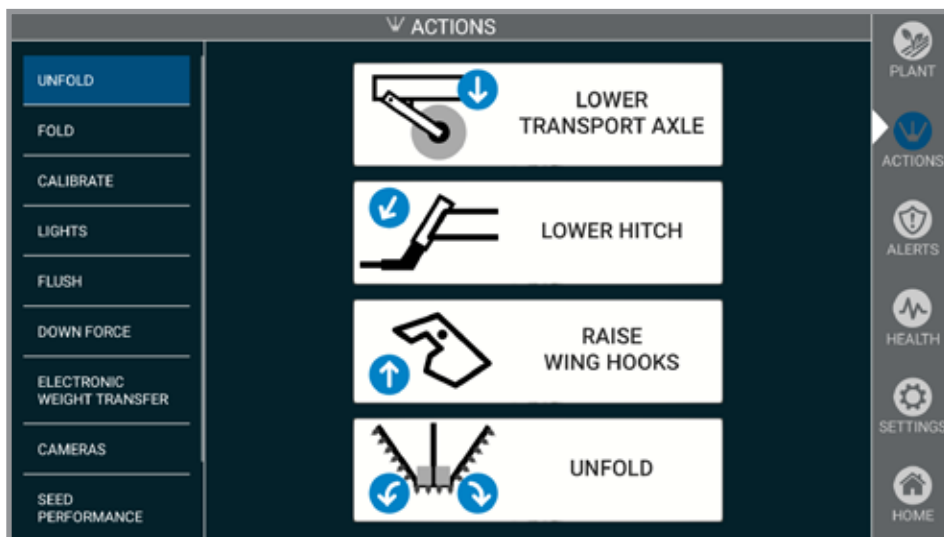 ACTIONS
UNFOLD
FOLD
CALIBRATE
LIGHTS
FLUSH
DOWN FORCE
ELECTRONIC
WEIGHT TRANSFER
CAMERAS
SEED
PERFORMANCE
LOWER
TRANSPORT AXLE
LOWER HITCH
RAISE
WING HOOKS
UNFOLD
PLANT
ACTIONS
ALERTS
HEALTH
SETTINGS
HOME